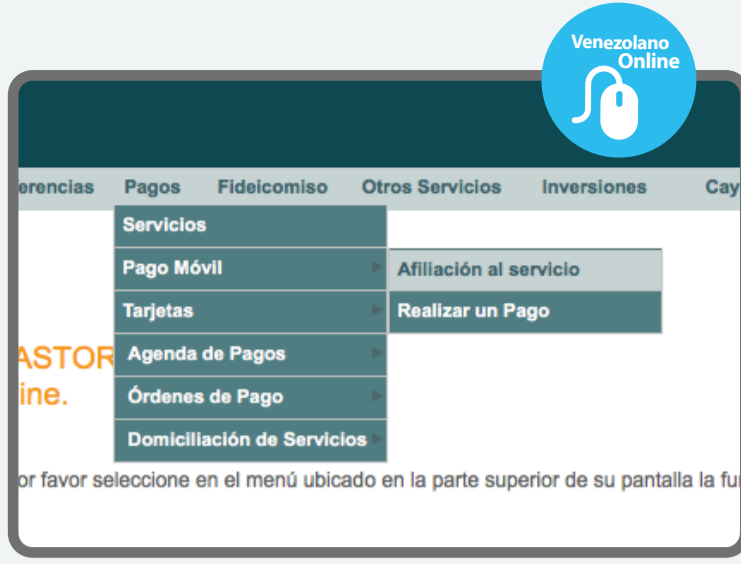 Venezolano
Online
erencias Pagos Fideicomiso Otros Servicios Inversiones Cay
Servicios
Pago Móvil
Afiliación al servicio
Tarjetas
Realizar un Pago
Agenda de Pagos
Órdenes de Pago
Domiciliación de Servicios
ASTOR
ine.
or favor seleccione en el menú ubicado en la parte superior de su pantalla la fu